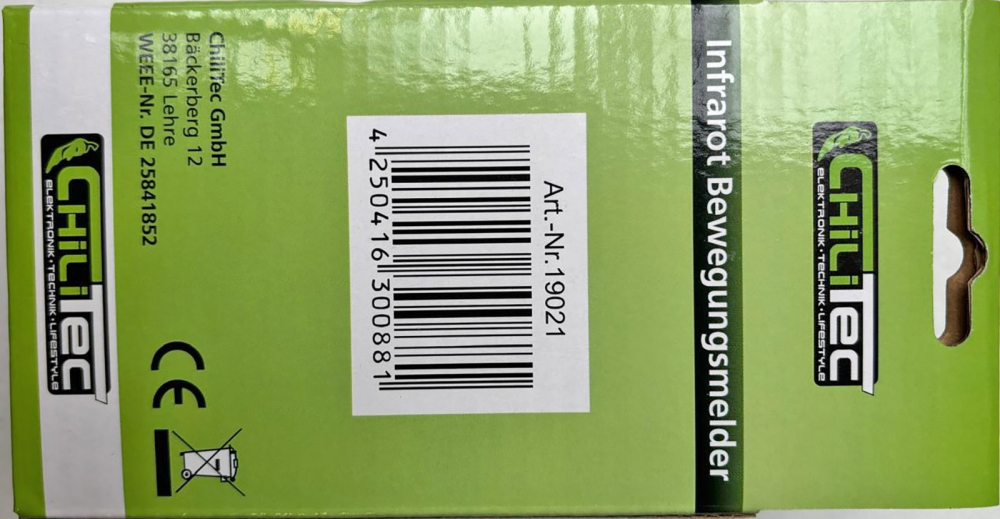 CHiLiTec
ELEKTRONIK•TECHNIK•LIFESTYLE
Infrarot Bewegungsmelder
Art.-Nr.19021
4 250416 300881
ChiliTec GmbH
Bäckerberg 12
38165 Lehre
WEEE-Nr. DE 25841852
CE
CHiLiTec
ELEKTRONIK•TECHNIK•LIFESTYLE